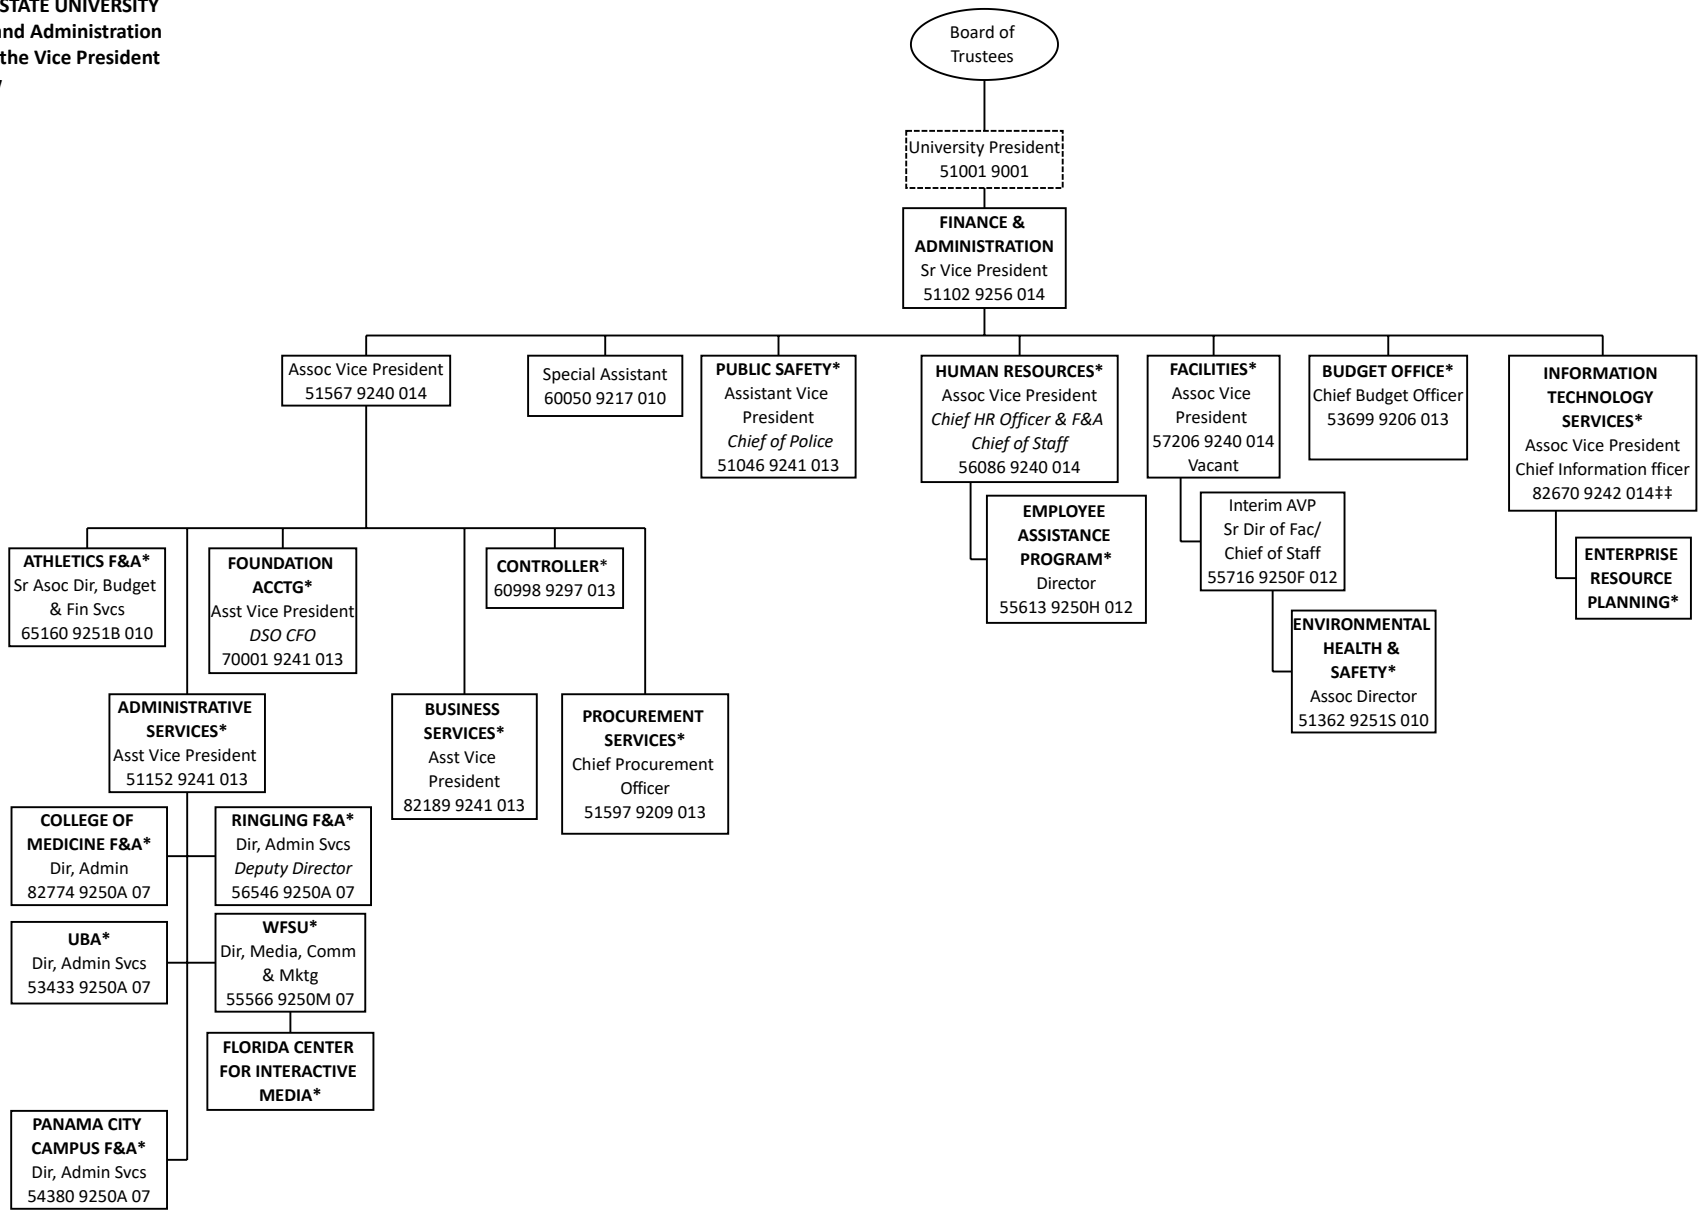 STATE UNIVERSITY
and Administration
the Vice President
Board of
Trustees
University President
51001 9001
FINANCE &
ADMINISTRATION
Sr Vice President
51102 9256 014
Assoc Vice President
51567 9240 014
Special Assistant
60050 9217 010
PUBLIC SAFETY*
Assistant Vice
President
Chief of Police
51046 9241 013
HUMAN RESOURCES*
Assoc Vice President
Chief HR Officer & F&A
Chief of Staff
56086 9240 014
FACILITIES*
Assoc Vice
President
57206 9240 014
Vacant
BUDGET OFFICE*
Chief Budget Officer
53699 9206 013
INFORMATION
TECHNOLOGY
SERVICES*
Assoc Vice President
Chief Information fficer
82670 9242 014‡‡
EMPLOYEE
ASSISTANCE
PROGRAM*
Director
55613 9250H 012
Interim AVP
Sr Dir of Fac/
Chief of Staff
55716 9250F 012
ENTERPRISE
RESOURCE
PLANNING*
ENVIRONMENTAL
HEALTH &
SAFETY*
Assoc Director
51362 9251S 010
ATHLETICS F&A*
Sr Asoc Dir, Budget
& Fin Svcs
65160 9251B 010
FOUNDATION
ACCTG*
Asst Vice President
DSO CFO
70001 9241 013
CONTROLLER*
60998 9297 013
ADMINISTRATIVE
SERVICES*
Asst Vice President
51152 9241 013
BUSINESS
SERVICES*
Asst Vice
President
82189 9241 013
PROCUREMENT
SERVICES*
Chief Procurement
Officer
51597 9209 013
COLLEGE OF
MEDICINE F&A*
Dir, Admin
82774 9250A 07
RINGLING F&A*
Dir, Admin Svcs
Deputy Director
56546 9250A 07
UBA*
Dir, Admin Svcs
53433 9250A 07
WFSU*
Dir, Media, Comm
& Mktg
55566 9250M 07
FLORIDA CENTER
FOR INTERACTIVE
MEDIA*
PANAMA CITY
CAMPUS F&A*
Dir, Admin Svcs
54380 9250A 07